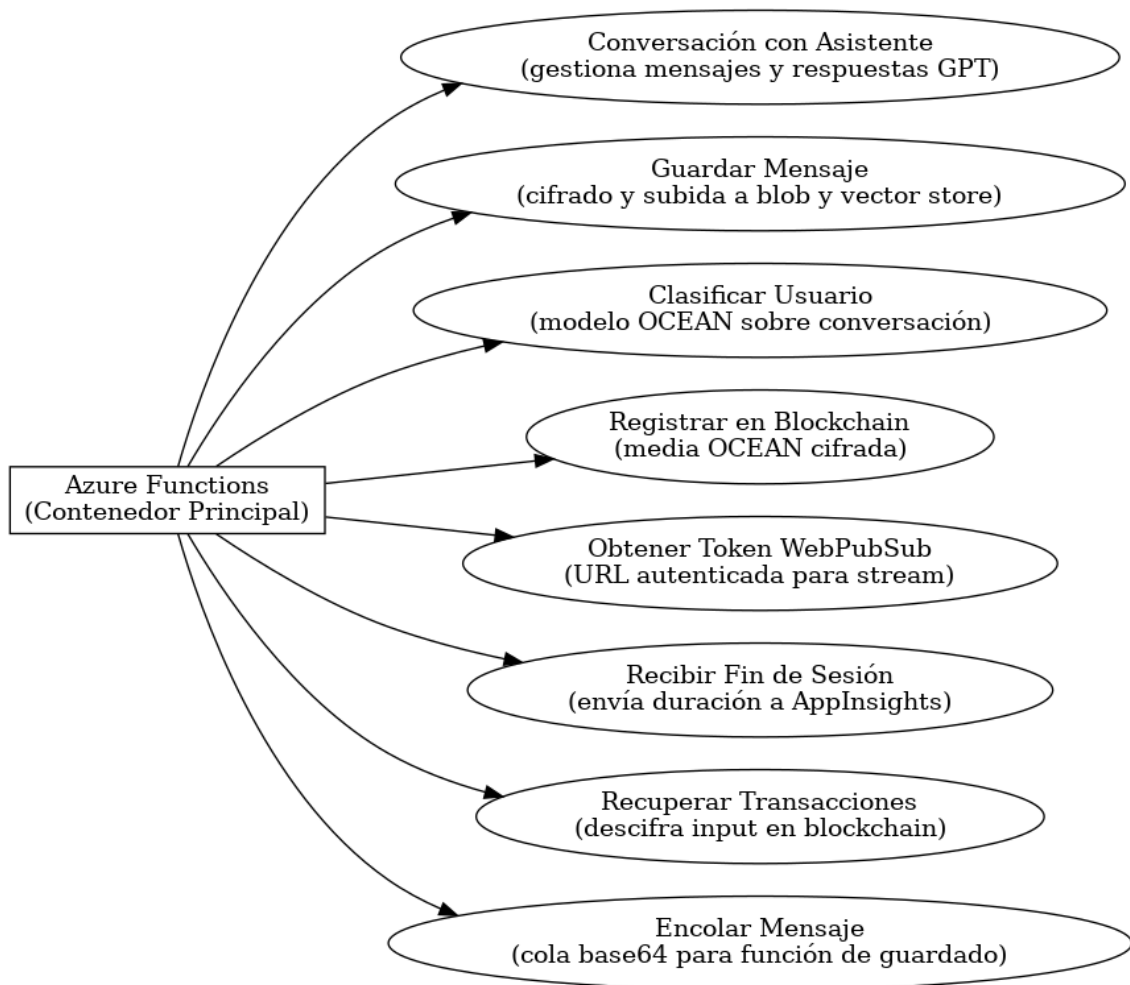 Conversación con Asistente
(gestiona mensajes y respuestas GPT)
Guardar Mensaje
(cifrado y subida a blob y vector store)
Clasificar Usuario
(modelo OCEAN sobre conversación)
Registrar en Blockchain
(media OCEAN cifrada)
Azure Functions
(Contenedor Principal)
Obtener Token WebPubSub
(URL autenticada para stream)
Recibir Fin de Sesión
(envía duración a AppInsights)
Recuperar Transacciones
(descifra input en blockchain)
Encolar Mensaje
(cola base64 para función de guardado)